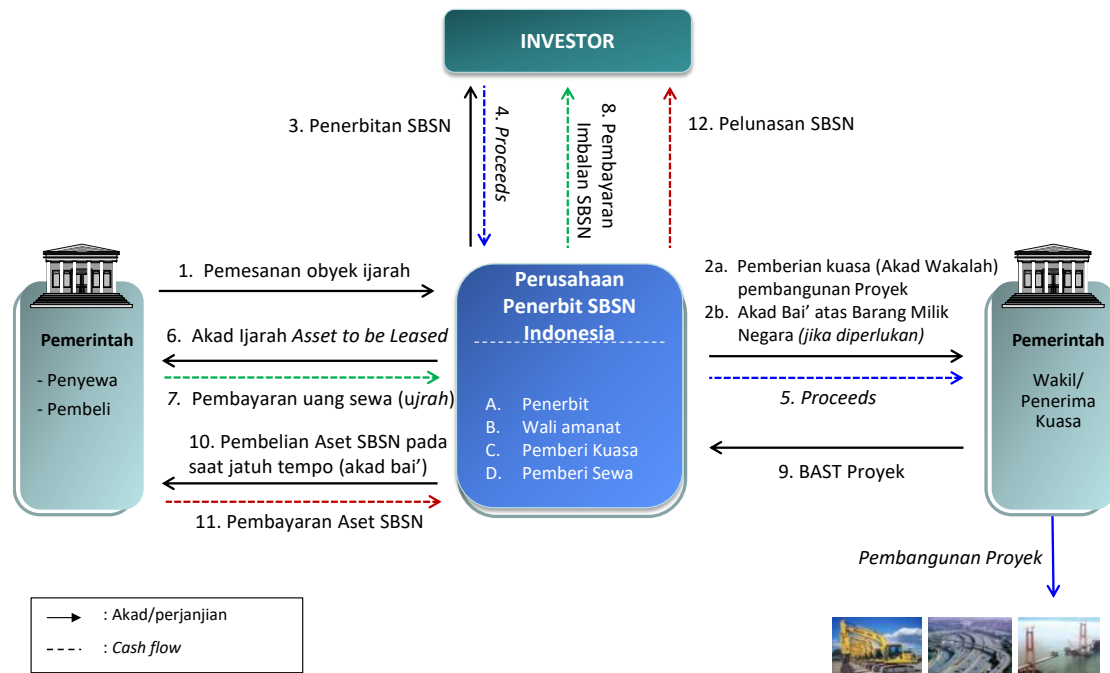 INVESTOR
3. Penerbitan SBSN
4. Proceeds
8. Pembayaran
Imbalan SBSN
12. Pelunasan SBSN
Pemerintah
- Penyewa
- Pembeli
1. Pemesanan obyek ijarah
6. Akad Ijarah Asset to be Leased
7. Pembayaran uang sewa (ujrah)
10. Pembelian Aset SBSN pada
saat jatuh tempo (akad bai’)
11. Pembayaran Aset SBSN
Perusahaan
Penerbit SBSN
Indonesia
A. Penerbit
B. Wali amanat
C. Pemberi Kuasa
D. Pemberi Sewa
2a. Pemberian kuasa (Akad Wakalah)
pembangunan Proyek
2b. Akad Bai’ atas Barang Milik
Negara (jika diperlukan)
5. Proceeds
9. BAST Proyek
Pemerintah
Wakil/
Penerima
Kuasa
Pembangunan Proyek
: Akad/perjanjian
: Cash flow